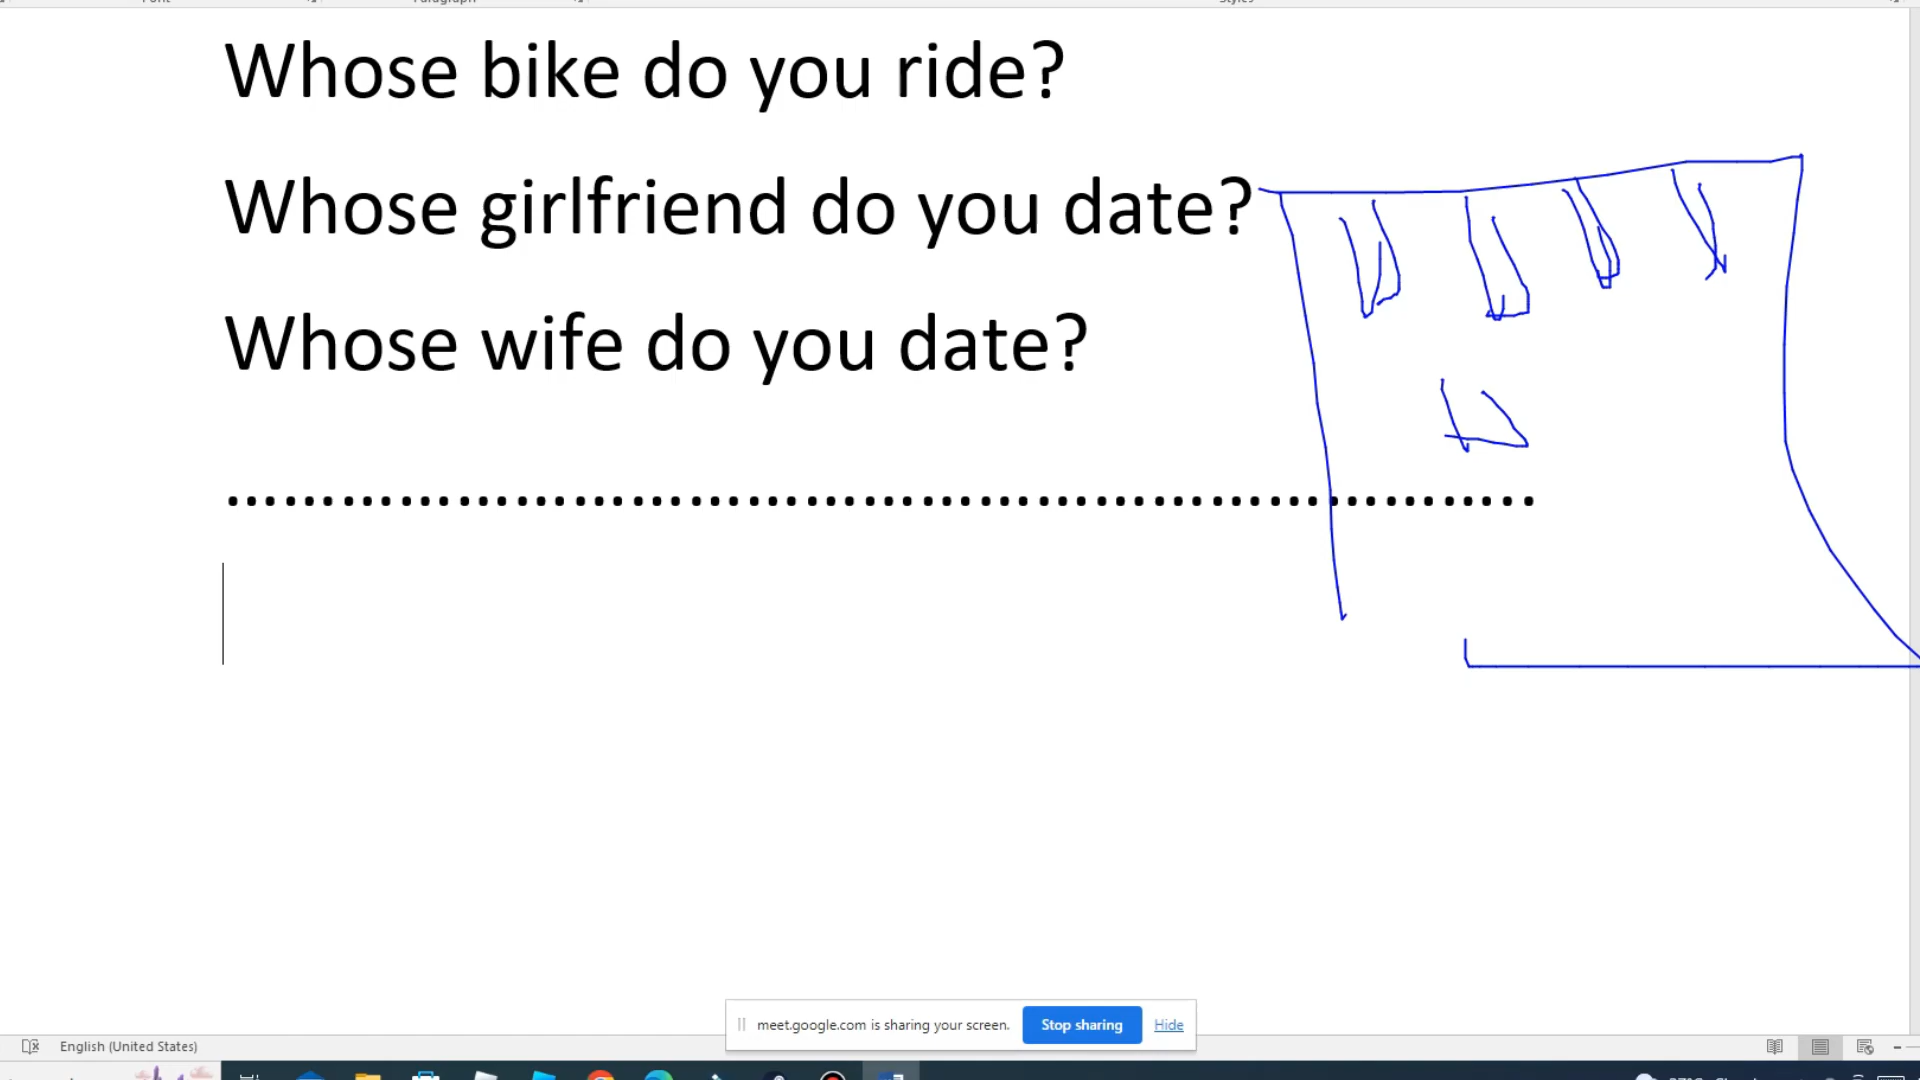 Whose bike do you ride?
Whose girlfriend do you date?
Whose wife do you date?
................................................................
meet.google.com is sharing your screen. Stop sharing Hide
English (United States)